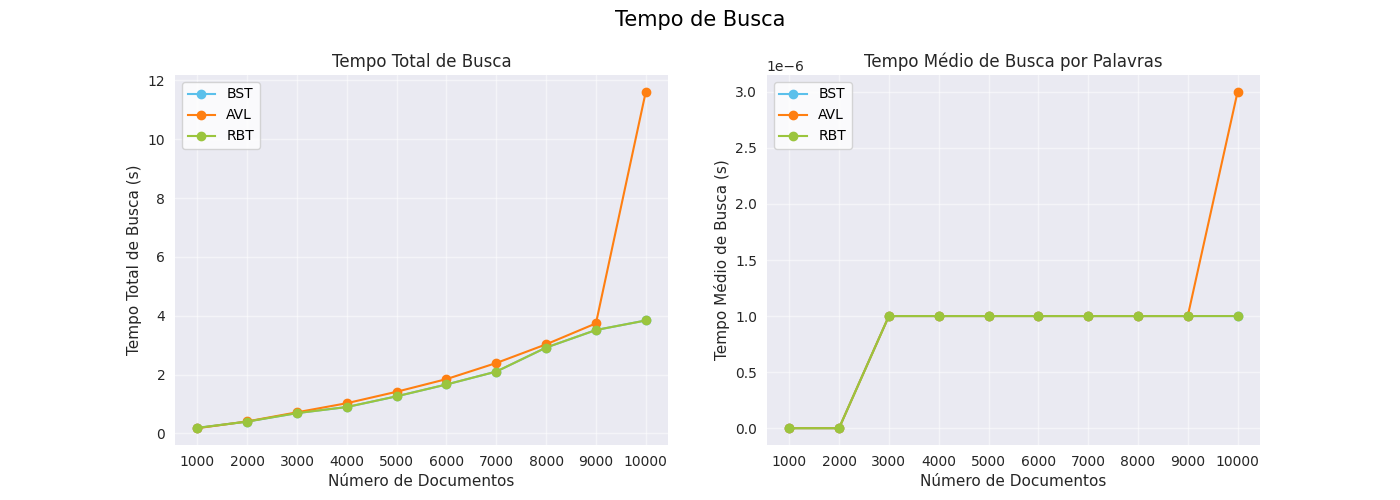 Tempo de Busca
Tempo Total de Busca
Tempo Total de Busca (s)
12
10
8
6
4
2
0
BST
AVL
RBT
1000 2000 3000 4000 5000 6000 7000 8000 9000 10000
Número de Documentos
Tempo Médio de Busca por Palavras
1e−6
Tempo Médio de Busca (s)
3.0
2.5
2.0
1.5
1.0
0.5
0.0
BST
AVL
RBT
1000 2000 3000 4000 5000 6000 7000 8000 9000 10000
Número de Documentos